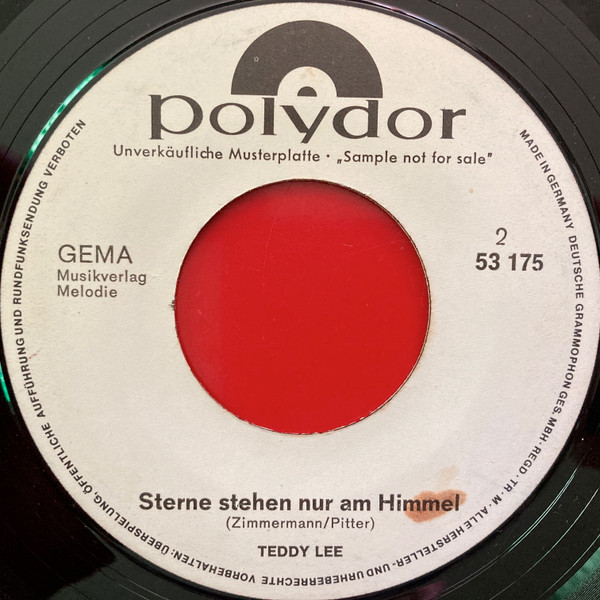 polydor
Unverkäufliche Musterplatte · „Sample not for sale"
GEMA
Musikverlag
Melodie
2
53 175
Sterne stehen nur am Himmel
(Zimmermann/Pitter)
TEDDY LEE
MADE IN GERMANY DEUTSCHE GRAMMOPHON GES. MBH · REGD · TR · M · ALLE HERSTELLER- UND URHEBERRECHTE VORBEHALTEN: ÜBERSPIELUNG, ÖFFENTLICHE AUFFÜHRUNG UND RUNDFUNKSENDUNG VERBOTEN